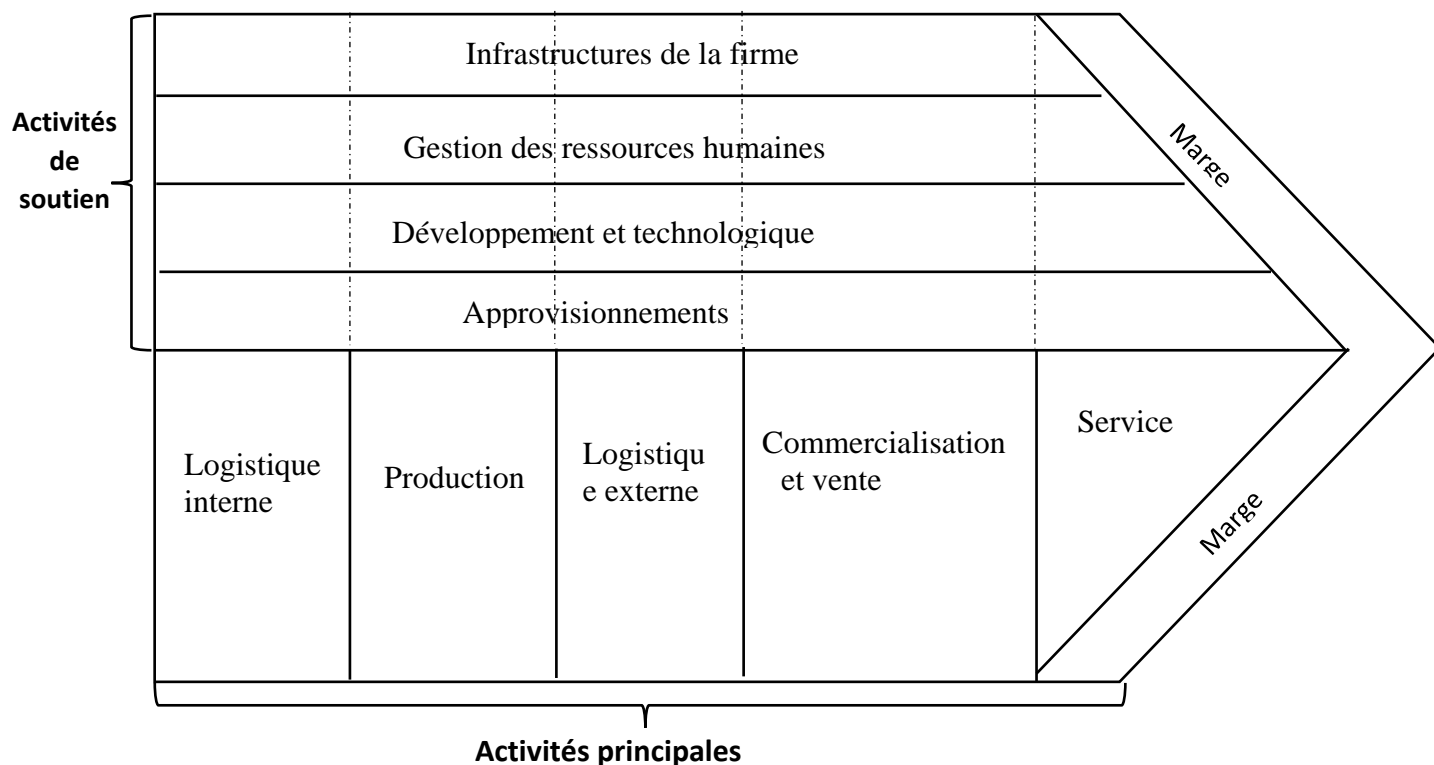 Infrastructures de la firme
Activités
de
soutien
Gestion des ressources humaines
Développement et technologique
Approvisionnements
Marge
Logistique
interne
Production
Logistiqu
e externe
Commercialisation
et vente
Service
Marge
Activités principales